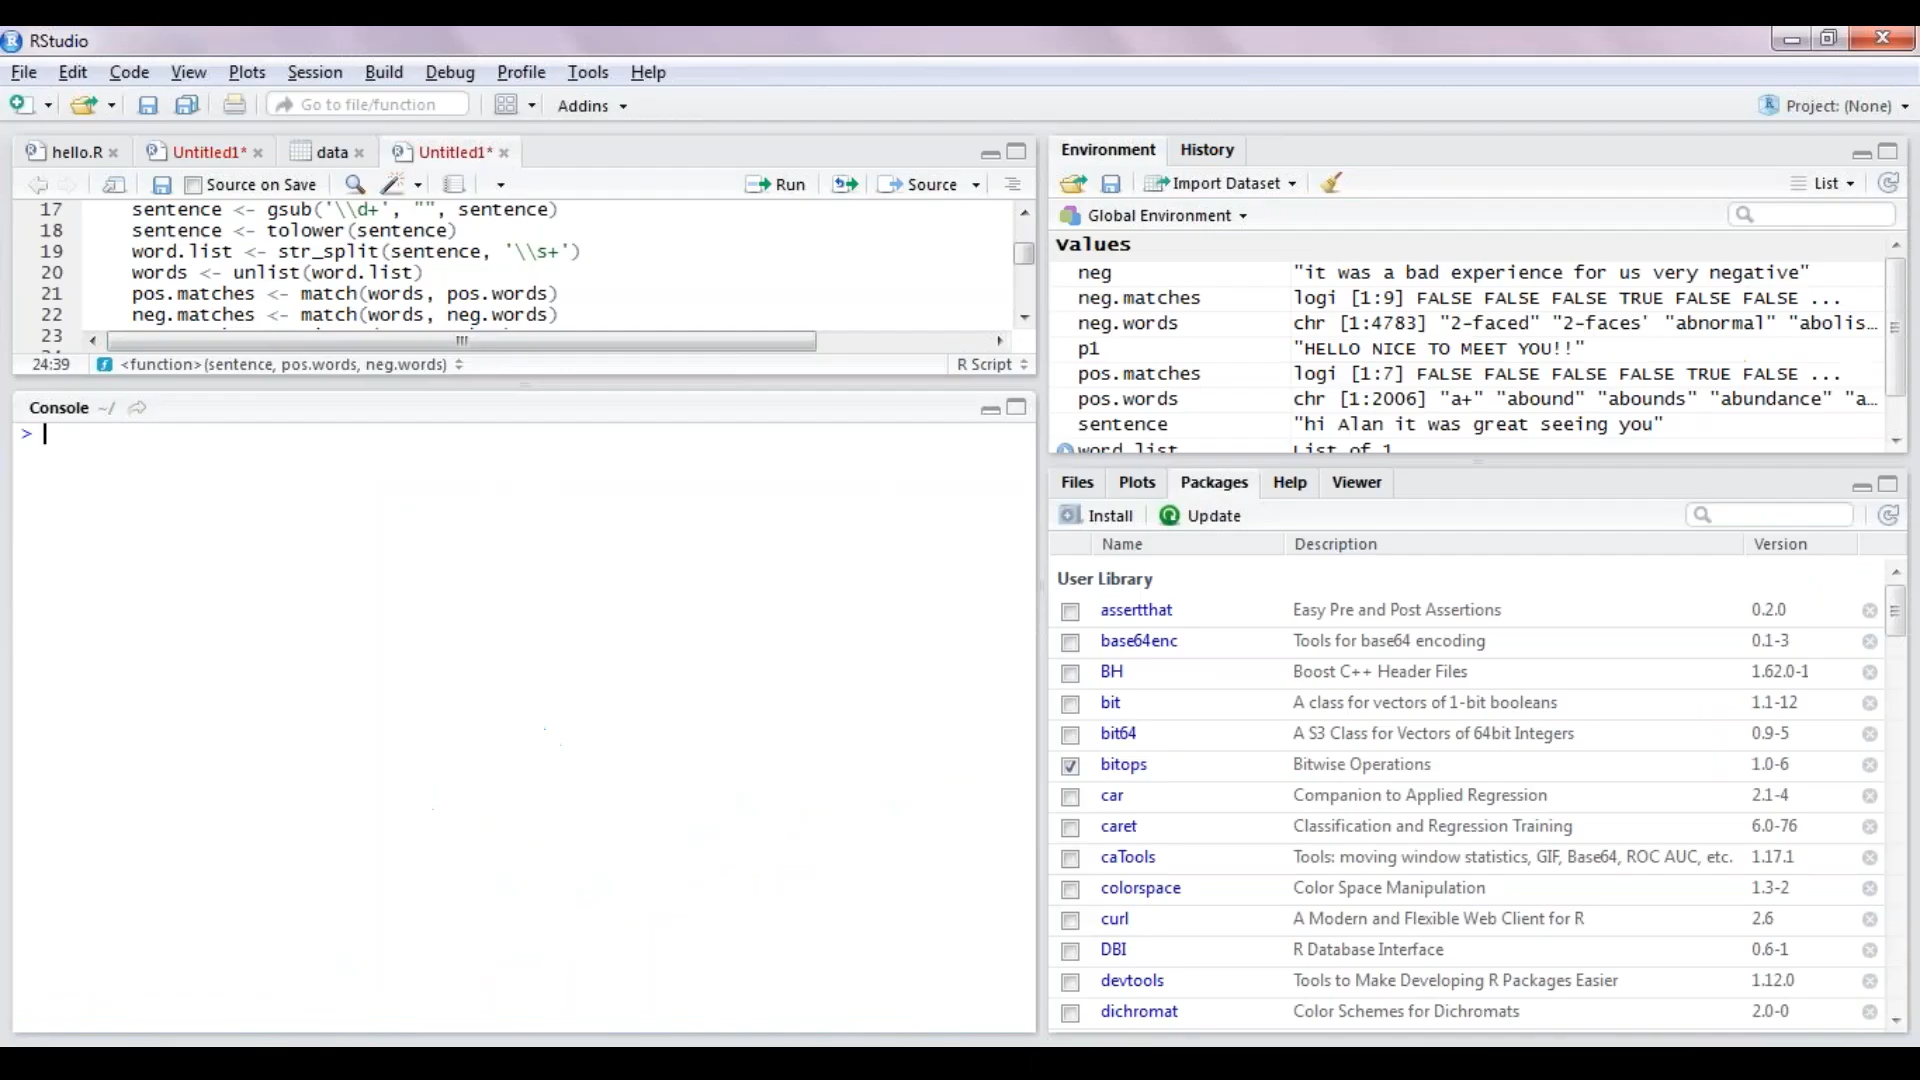 RStudio
File Edit Code View Plots Session Build Debug Profile Tools Help
Go to file/function Addins Project: (None)
hello.R Untitled1* data Untitled1*
Source on Save Run Source
17 sentence <- gsub('\\d+', "", sentence)
18 sentence <- tolower(sentence)
19 word.list <- str_split(sentence, '\\s+')
20 words <- unlist(word.list)
21 pos.matches <- match(words, pos.words)
22 neg.matches <- match(words, neg.words)
23
24:39 <function>(sentence, pos.words, neg.words) R Script
Console ~/
>
Environment History
Import Dataset List
Global Environment
Values
neg "it was a bad experience for us very negative"
neg.matches logi [1:9] FALSE FALSE FALSE TRUE FALSE FALSE ...
neg.words chr [1:4783] "2-faced" "2-faces" "abnormal" "abolis...
p1 "HELLO NICE TO MEET YOU!!"
pos.matches logi [1:7] FALSE FALSE FALSE FALSE TRUE FALSE ...
pos.words chr [1:2006] "a+" "abound" "abounds" "abundance" "a...
sentence "hi Alan it was great seeing you"
word.list List of 1
Files Plots Packages Help Viewer
Install Update
Name Description Version
User Library
assertthat Easy Pre and Post Assertions 0.2.0
base64enc Tools for base64 encoding 0.1-3
BH Boost C++ Header Files 1.62.0-1
bit A class for vectors of 1-bit booleans 1.1-12
bit64 A S3 Class for Vectors of 64bit Integers 0.9-5
bitops Bitwise Operations 1.0-6
car Companion to Applied Regression 2.1-4
caret Classification and Regression Training 6.0-76
caTools Tools: moving window statistics, GIF, Base64, ROC AUC, etc. 1.17.1
colorspace Color Space Manipulation 1.3-2
curl A Modern and Flexible Web Client for R 2.6
DBI R Database Interface 0.6-1
devtools Tools to Make Developing R Packages Easier 1.12.0
dichromat Color Schemes for Dichromats 2.0-0